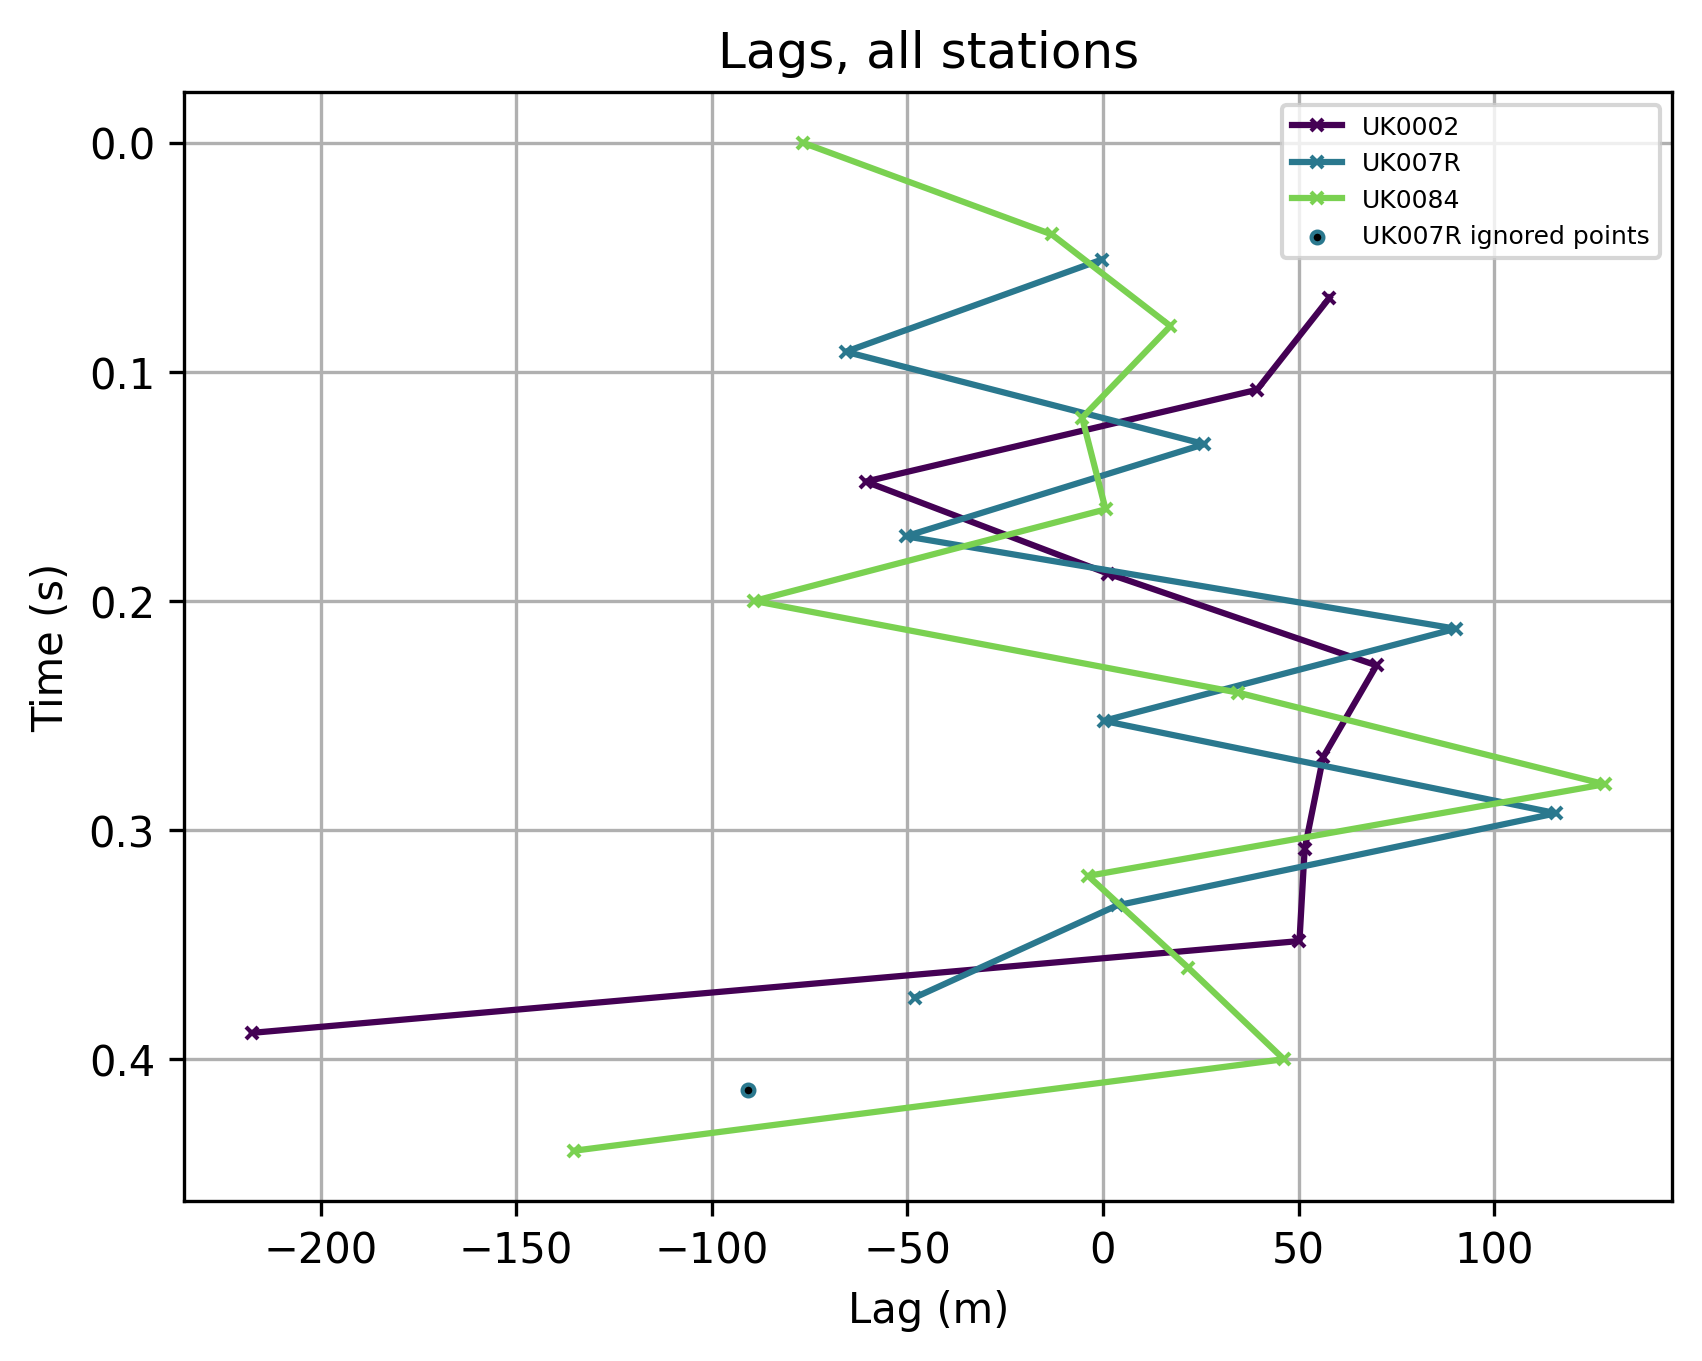 Lags, all stations
UK0002
UK007R
UK0084
UK007R ignored points
Time (s)
0.0
0.1
0.2
0.3
0.4
−200 −150 −100 −50 0 50 100
Lag (m)